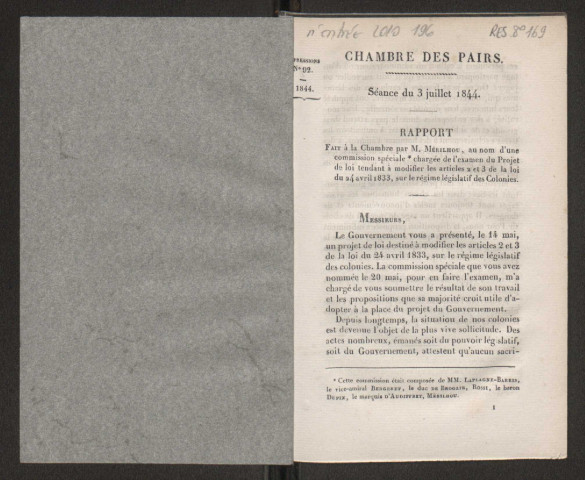 n° entrée 2010 196
RES 8° 169
IMPRESSIONS
N° 92.
1844.
CHAMBRE DES PAIRS.
Séance du 3 juillet 1844.
RAPPORT
FAIT à la Chambre par M. MÉRILHOU, au nom d'une
commission spéciale * chargée de l'examen du Projet
de loi tendant à modifier les articles 2 et 3 de la loi
du 24 avril 1833, sur le régime législatif des Colonies.
MESSIEURS,
Le Gouvernement vous a présenté, le 14 mai,
un projet de loi destiné à modifier les articles 2 et 3
de la loi du 24 avril 1833, sur le régime législatif
des colonies. La commission spéciale que vous avez
nommée le 20 mai, pour en faire l'examen, m'a
chargé de vous soumettre le résultat de son travail
et les propositions que sa majorité croit utile d'a-
dopter à la place du projet du Gouvernement.
Depuis longtemps, la situation de nos colonies
est devenue l'objet de la plus vive sollicitude. Des
actes nombreux, émanés soit du pouvoir législatif,
soit du Gouvernement, attestent qu'aucun sacri-
* Cette commission était composée de MM. LAPLAGNE-BARRIS,
le vice-amiral BERGERET, le duc de BROGLIE, ROSSI, le baron
DUPIN, le marquis d'AUDIFFRET, MÉRILHOU.
1